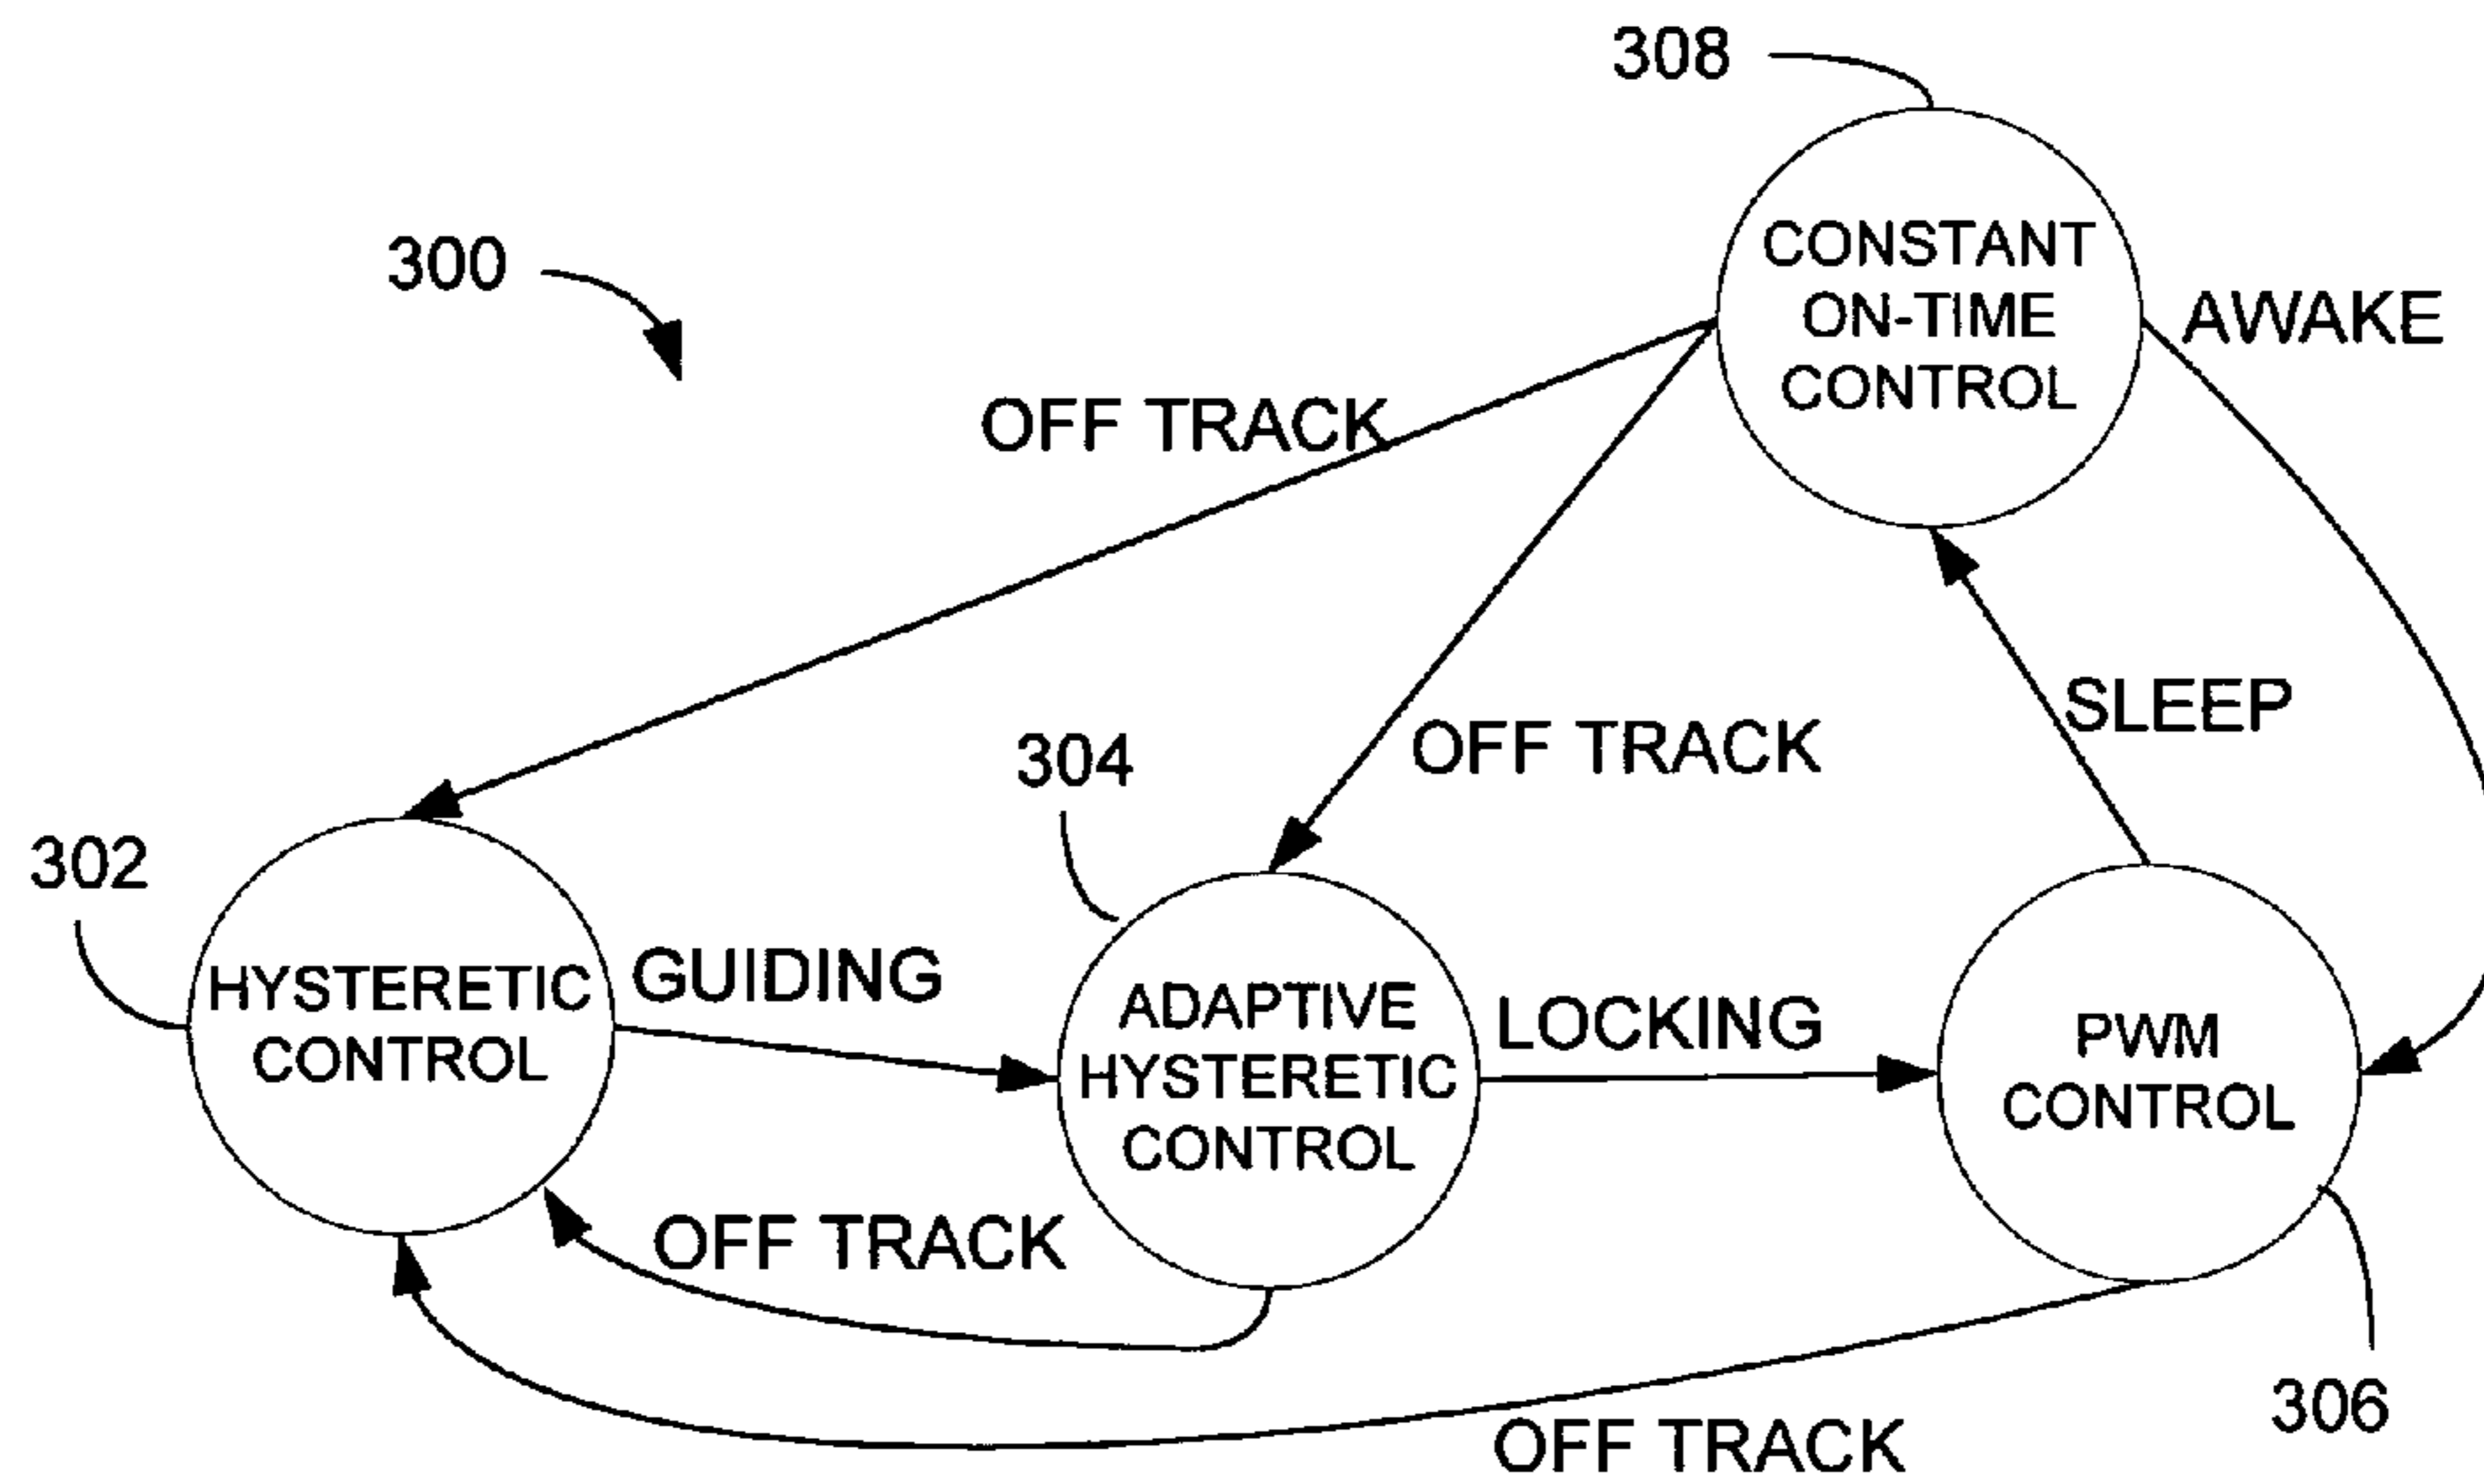 308
300
CONSTANT
ON-TIME
CONTROL
AWAKE
OFF TRACK
SLEEP
OFF TRACK
304
302
HYSTERETIC
CONTROL
GUIDING
ADAPTIVE
HYSTERETIC
CONTROL
LOCKING
PWM
CONTROL
OFF TRACK
306
OFF TRACK